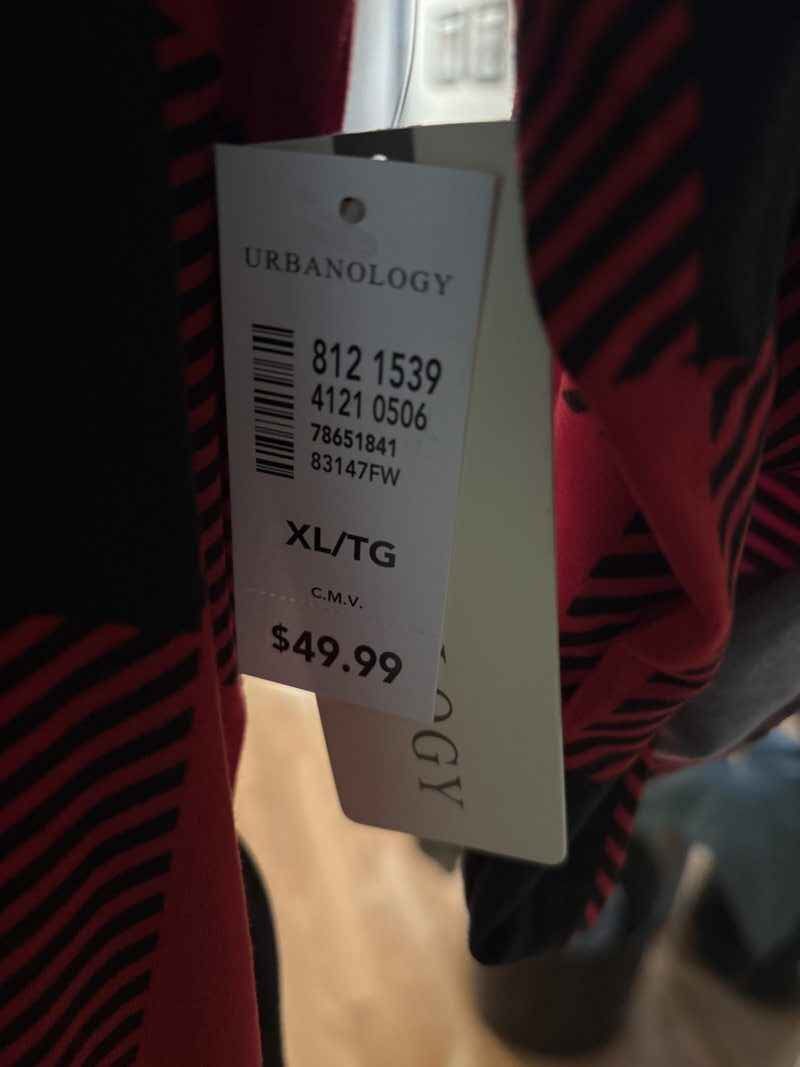 URBANOLOGY
812 1539
4121 0506
78651841
83147FW
XL/TG
C.M.V.
$49.99
OGY